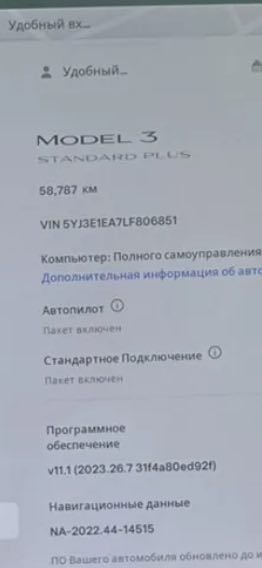 Удобный вх...
Удобный...
MODEL 3
STANDARD PLUS
58,787 км
VIN 5YJ3E1EA7LF806851
Компьютер: Полного самоуправления
Дополнительная информация об авто
Автопилот
Пакет включен
Стандартное Подключение
Пакет включен
Программное
обеспечение
v11.1 (2023.26.7 31f4a80ed92f)
Навигационные данные
NA-2022.44-14515
ПО Вашего автомобиля обновлено до